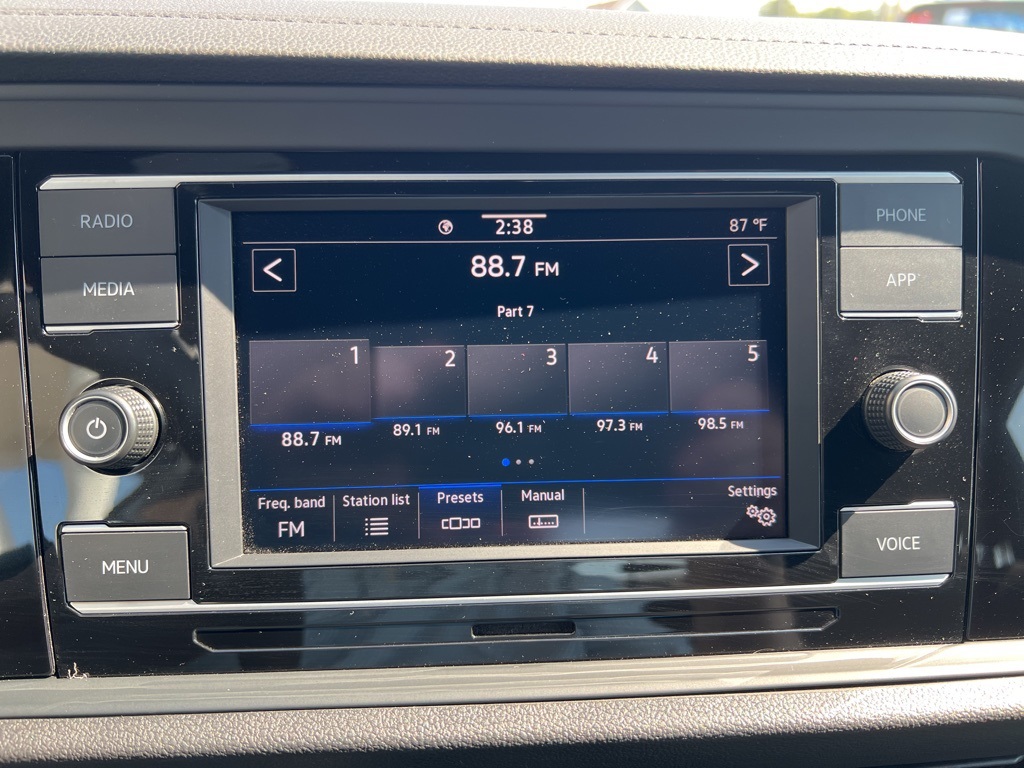 RADIO
MEDIA
MENU
2:38
87 °F
<
88.7 FM
>
Part 7
1
2
3
4
5
88.7 FM
89.1 FM
96.1 FM
97.3 FM
98.5 FM
Freq. band
FM
Station list
Presets
Manual
Settings
PHONE
APP
VOICE